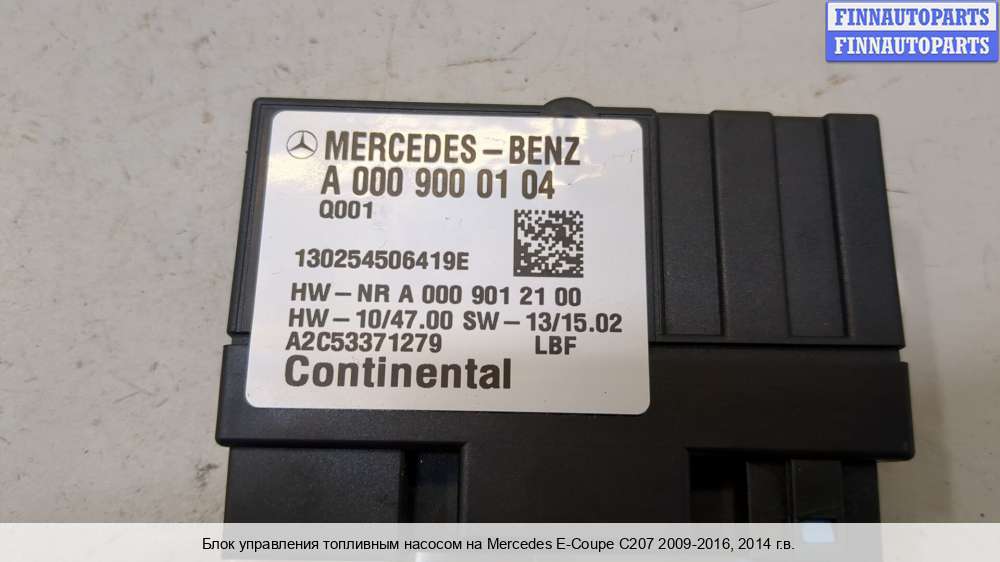 FINNAUTOPARTS
FINNAUTOPARTS
MERCEDES-BENZ
A 000 900 01 04
Q001
130254506419E
HW-NR A 000 901 21 00
HW-10/47.00 SW-13/15.02
A2C53371279 LBF
Continental
Блок управления топливным насосом на Mercedes E-Coupe C207 2009-2016, 2014 г.в.